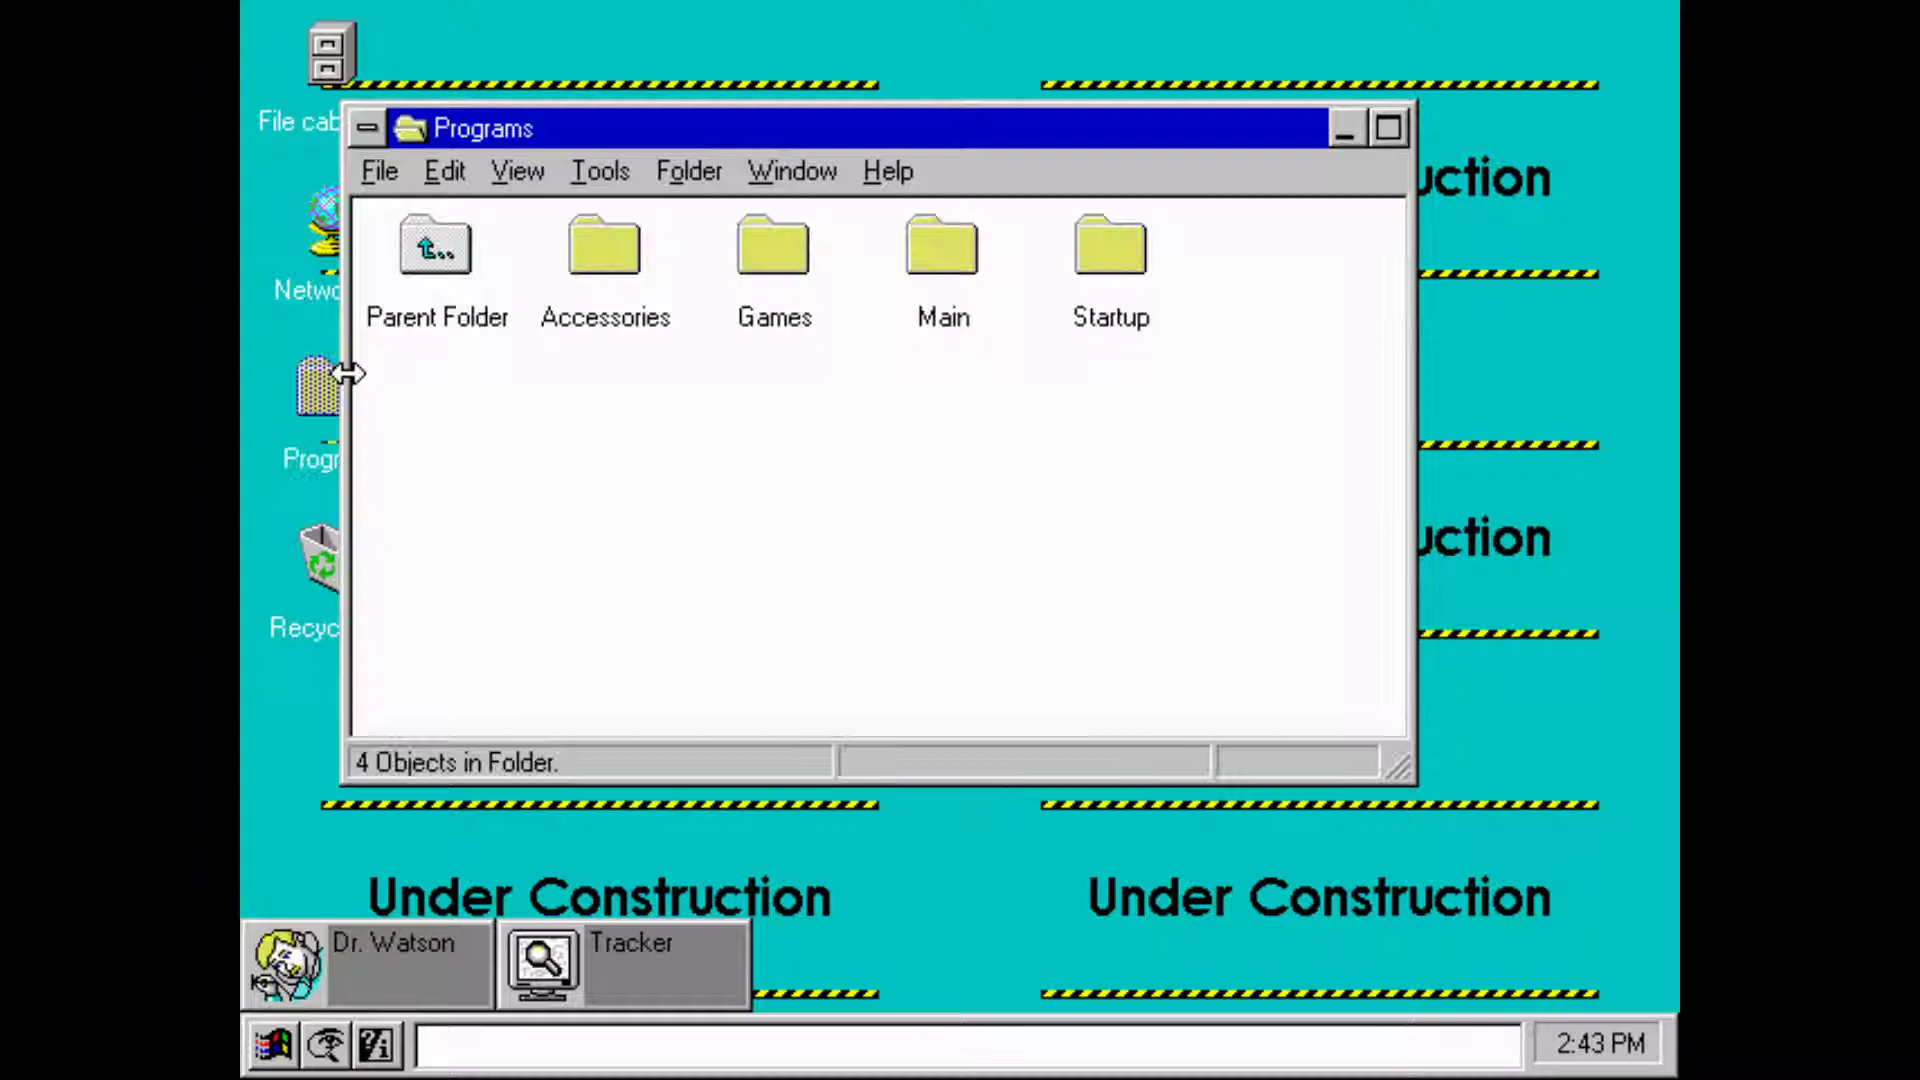 File cab
Programs
File Edit View Tools Folder Window Help
uction
Netwo
Parent Folder Accessories Games Main Startup
Progr
uction
Recyc
4 Objects in Folder.
Under Construction Under Construction
Dr. Watson Tracker
2:43 PM